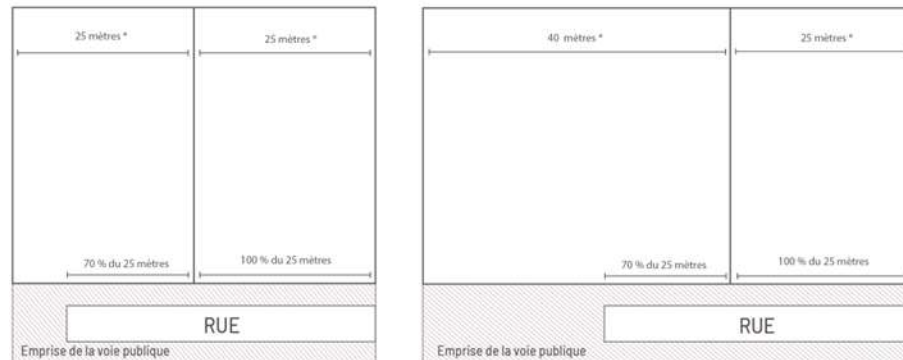 25 mètres *
25 mètres *
70 % du 25 mètres
100 % du 25 mètres
RUE
Emprise de la voie publique
40 mètres *
25 mètres *
70 % du 25 mètres
100 % du 25 mètres
RUE
Emprise de la voie publique